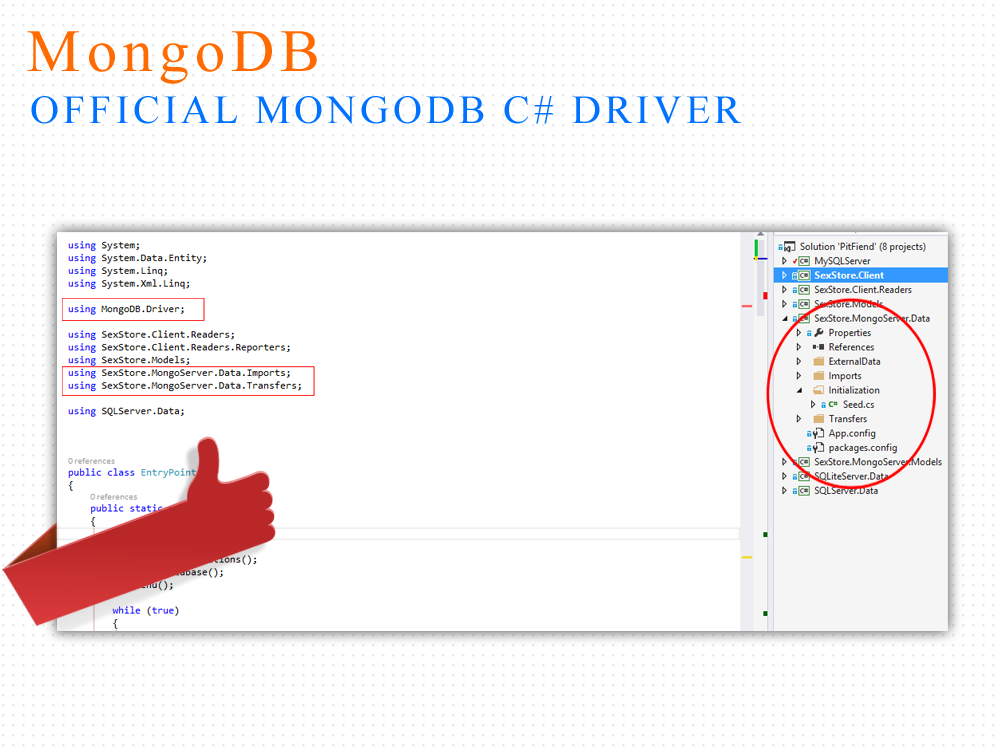 MongoDB
OFFICIAL MONGODB C# DRIVER
using System;
using System.Data.Entity;
using System.Linq;
using System.Xml.Linq;
using MongoDB.Driver;
using SexStore.Client.Readers;
using SexStore.Client.Readers.Reporters;
using SexStore.Models;
using SexStore.MongoServer.Data.Imports;
using SexStore.MongoServer.Data.Transfers;
using SQLServer.Data;
0 references
public class EntryPoint
{
0 references
public static
{
ions();
base();
nu();
while (true)
{
Solution 'PitFiend' (8 projects)
MySQLServer
SexStore.Client
SexStore.Client.Readers
SexStore.Models
SexStore.MongoServer.Data
Properties
References
ExternalData
Imports
Initialization
C# Seed.cs
Transfers
App.config
packages.config
SexStore.MongoServer.Models
SQLiteServer.Data
SQLServer.Data